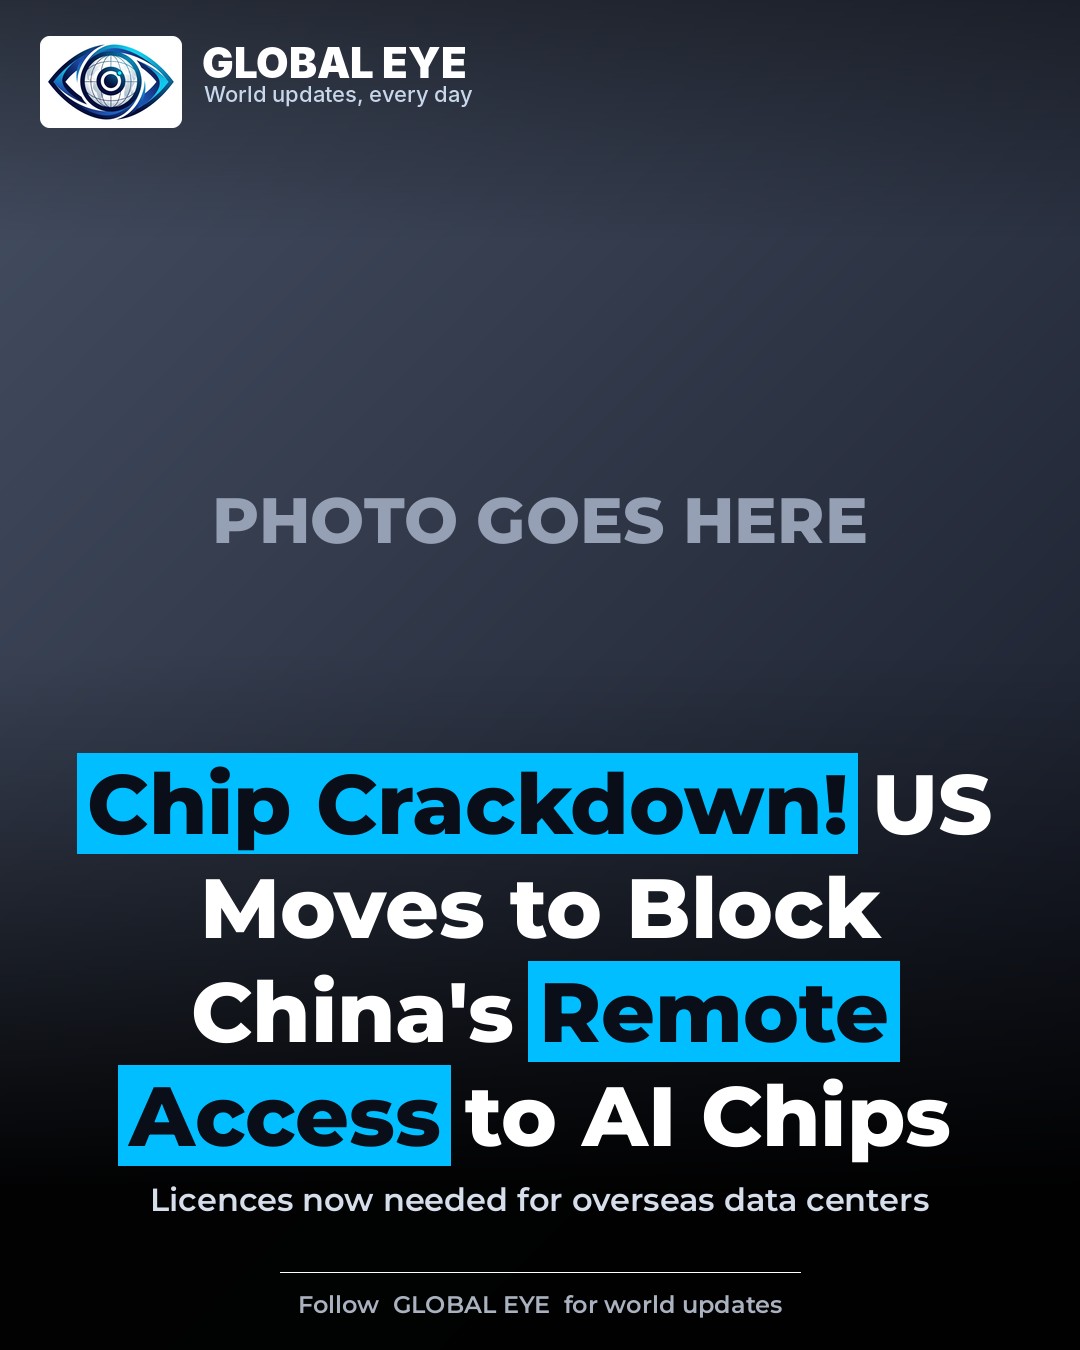 GLOBAL EYE
World updates, every day
PHOTO GOES HERE
Chip Crackdown! US
Moves to Block
China's Remote
Access to AI Chips
Licences now needed for overseas data centers
Follow GLOBAL EYE for world updates